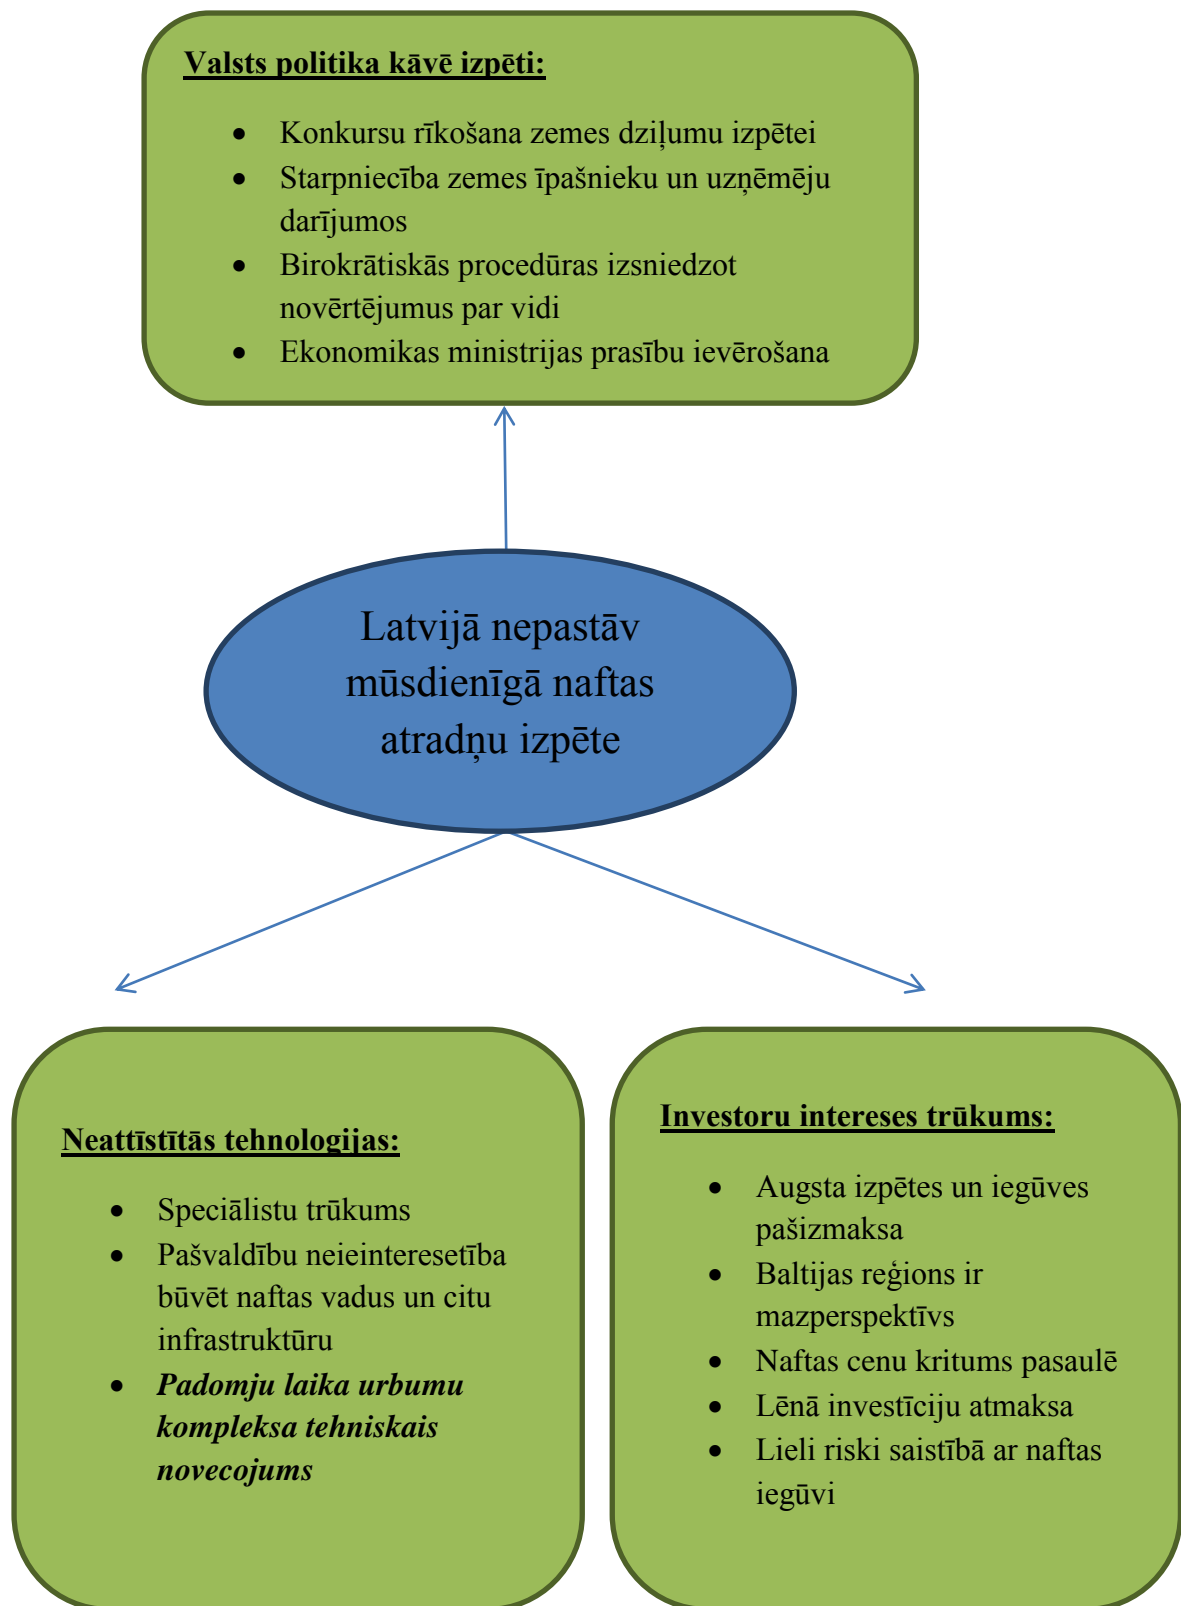 Valsts politika kāvē izpēti:
• Konkursu rīkošana zemes dziļumu izpētei
• Starpniecība zemes īpašnieku un uzņēmēju
darījumos
• Birokrātiskās procedūras izsniedzot
novērtējumus par vidi
• Ekonomikas ministrijas prasību ievērošana
Latvijā nepastāv
mūsdienīgā naftas
atradņu izpēte
Neattīstītās tehnologijas:
• Speciālistu trūkums
• Pašvaldību neieinteresetība
būvēt naftas vadus un citu
infrastruktūru
• Padomju laika urbumu
kompleksa tehniskais
novecojums
Investoru intereses trūkums:
• Augsta izpētes un iegūves
pašizmaksa
• Baltijas reģions ir
mazperspektīvs
• Naftas cenu kritums pasaulē
• Lēnā investīciju atmaksa
• Lieli riski saistībā ar naftas
iegūvi